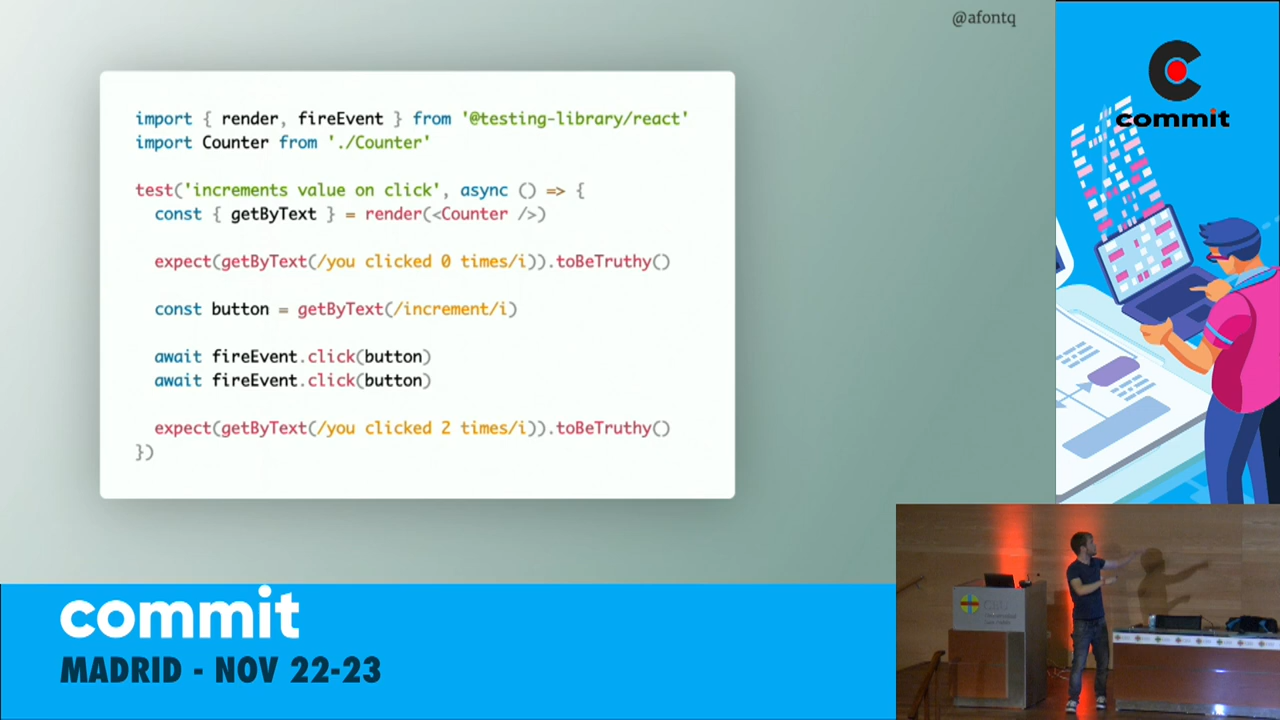 @afontq
import { render, fireEvent } from '@testing-library/react'
import Counter from './Counter'
test('increments value on click', async () => {
const { getByText } = render(<Counter />)
expect(getByText(/you clicked 0 times/i)).toBeTruthy()
const button = getByText(/increment/i)
await fireEvent.click(button)
await fireEvent.click(button)
expect(getByText(/you clicked 2 times/i)).toBeTruthy()
})
commit
commit
MADRID - NOV 22-23